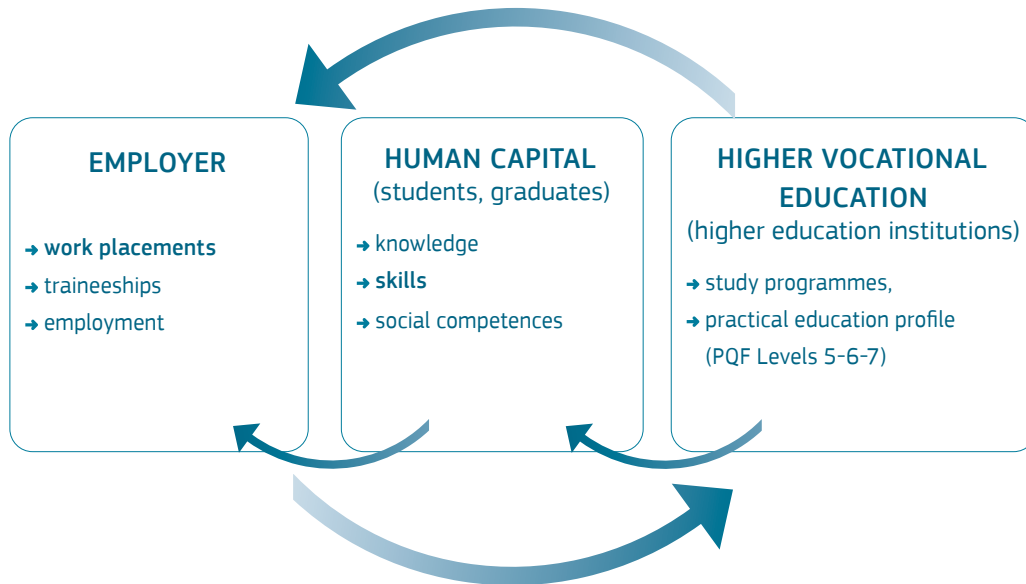 EMPLOYER
→ work placements
→ traineeships
→ employment
HUMAN CAPITAL
(students, graduates)
→ knowledge
→ skills
→ social competences
HIGHER VOCATIONAL
EDUCATION
(higher education institutions)
→ study programmes,
→ practical education profile
(PQF Levels 5-6-7)